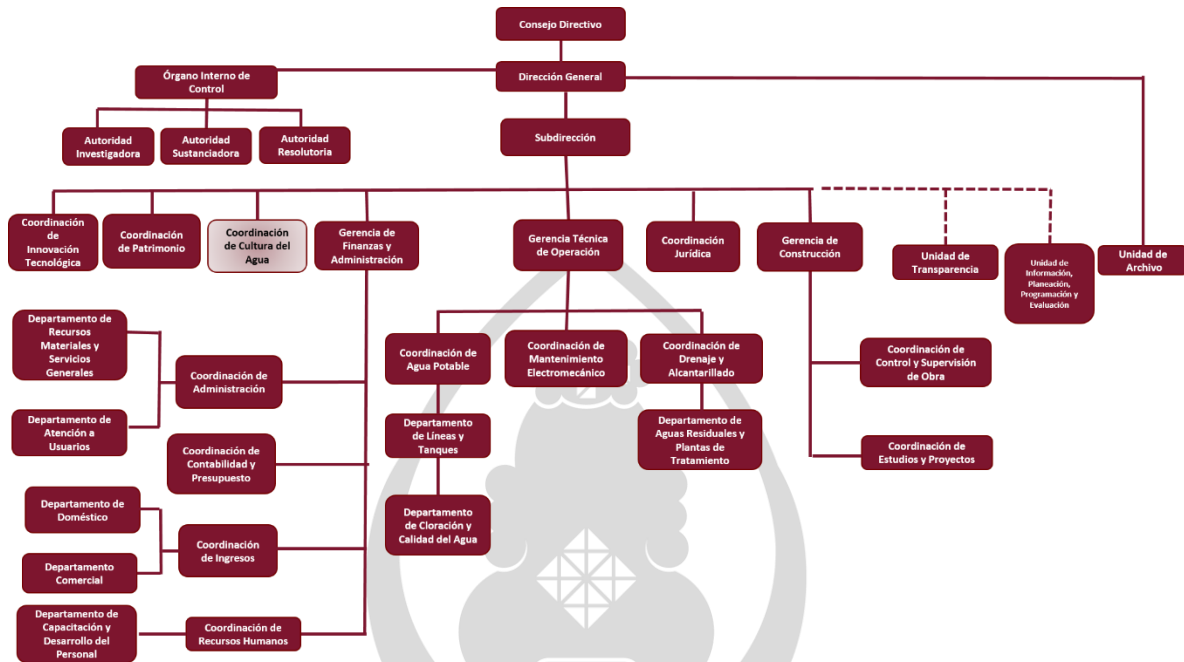 Consejo Directivo
Órgano Interno de
Control
Dirección General
Autoridad
Investigadora
Autoridad
Sustanciadora
Autoridad
Resolutoria
Subdirección
Coordinación
de
Innovación
Tecnológica
Coordinación
de Patrimonio
Coordinación
de Cultura del
Agua
Gerencia de
Finanzas y
Administración
Gerencia Técnica
de Operación
Coordinación
Jurídica
Gerencia de
Construcción
Unidad de
Transparencia
Unidad de
Información,
Planeación,
Programación y
Evaluación
Unidad de
Archivo
Departamento de
Recursos
Materiales y
Servicios
Generales
Coordinación de
Administración
Departamento de
Atención a
Usuarios
Coordinación de
Contabilidad y
Presupuesto
Departamento de
Doméstico
Coordinación
de Ingresos
Departamento
Comercial
Departamento de
Capacitación y
Desarrollo del
Personal
Coordinación de
Recursos Humanos
Coordinación de
Agua Potable
Coordinación de
Mantenimiento
Electromecánico
Coordinación de
Drenaje y
Alcantarillado
Departamento
de Líneas y
Tanques
Departamento de
Aguas Residuales y
Plantas de
Tratamiento
Departamento
de Cloración y
Calidad del Agua
Coordinación de
Control y Supervisión
de Obra
Coordinación de
Estudios y Proyectos